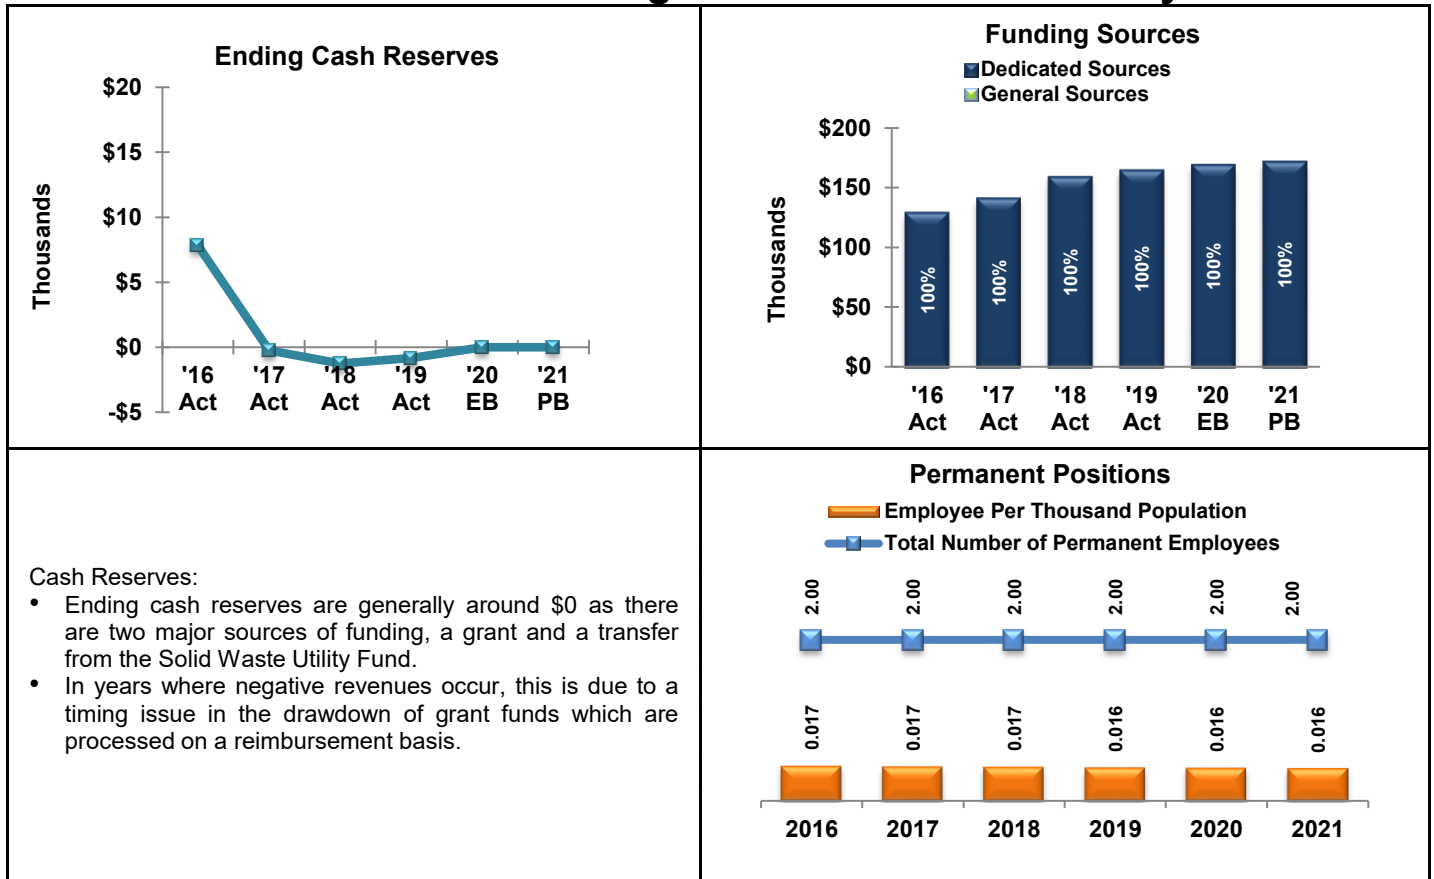 Ending Cash Reserves
$20
$15
$10
$5
$0
-$5
Thousands
'16 '17 '18 '19 '20 '21
Act Act Act Act EB PB
Funding Sources
Dedicated Sources
General Sources
$200
$150
$100
$50
$0
Thousands
100% 100% 100% 100% 100% 100%
'16 '17 '18 '19 '20 '21
Act Act Act Act EB PB
Cash Reserves:
• Ending cash reserves are generally around $0 as there
are two major sources of funding, a grant and a transfer
from the Solid Waste Utility Fund.
• In years where negative revenues occur, this is due to a
timing issue in the drawdown of grant funds which are
processed on a reimbursement basis.
Permanent Positions
Employee Per Thousand Population
Total Number of Permanent Employees
2.00 2.00 2.00 2.00 2.00 2.00
0.017 0.017 0.017 0.016 0.016 0.016
2016 2017 2018 2019 2020 2021